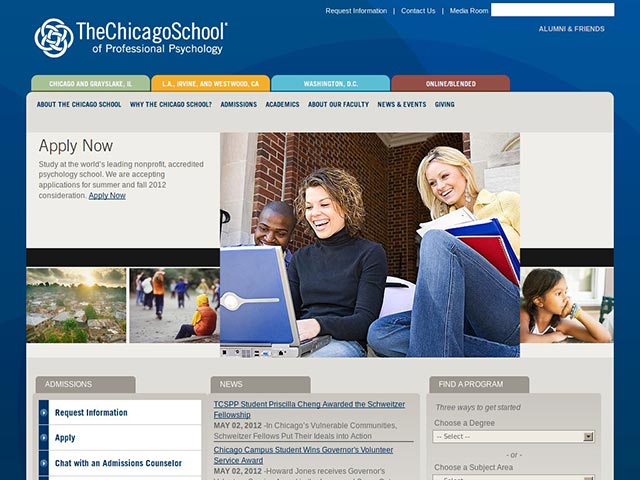 Request Information | Contact Us | Media Room
TheChicagoSchool®
of Professional Psychology
ALUMNI & FRIENDS
CHICAGO AND GRAYSLAKE, IL
L.A., IRVINE, AND WESTWOOD, CA
WASHINGTON, D.C.
ONLINE/BLENDED
ABOUT THE CHICAGO SCHOOL
WHY THE CHICAGO SCHOOL?
ADMISSIONS
ACADEMICS
ABOUT OUR FACULTY
NEWS & EVENTS
GIVING
Apply Now
Study at the world's leading nonprofit, accredited
psychology school. We are accepting
applications for summer and fall 2012
consideration. Apply Now
ADMISSIONS
Request Information
Apply
Chat with an Admissions Counselor
NEWS
TCSPP Student Priscilla Cheng Awarded the Schweitzer
Fellowship
MAY 02, 2012 -In Chicago's Vulnerable Communities,
Schweitzer Fellows Put Their Ideals into Action
Chicago Campus Student Wins Governor's Volunteer
Service Award
MAY 02, 2012 -Howard Jones receives Governor's
FIND A PROGRAM
Three ways to get started
Choose a Degree
-- Select --
- or -
Choose a Subject Area
-- Select --